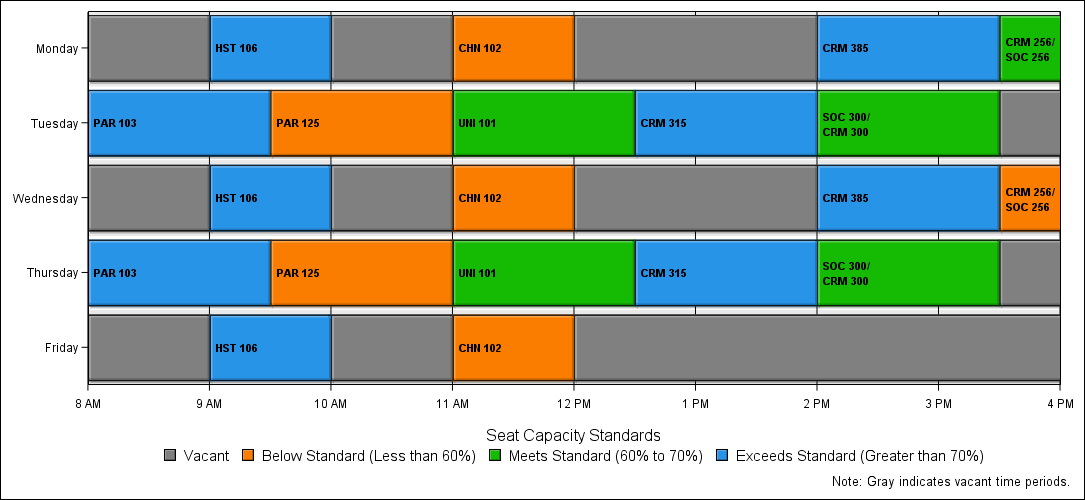 Monday
HST 106
CHN 102
CRM 385
CRM 256/
SOC 256
Tuesday
PAR 103
PAR 125
UNI 101
CRM 315
SOC 300/
CRM 300
Wednesday
HST 106
CHN 102
CRM 385
CRM 256/
SOC 256
Thursday
PAR 103
PAR 125
UNI 101
CRM 315
SOC 300/
CRM 300
Friday
HST 106
CHN 102
8 AM 9 AM 10 AM 11 AM 12 PM 1 PM 2 PM 3 PM 4 PM
Seat Capacity Standards
Vacant Below Standard (Less than 60%) Meets Standard (60% to 70%) Exceeds Standard (Greater than 70%)
Note: Gray indicates vacant time periods.